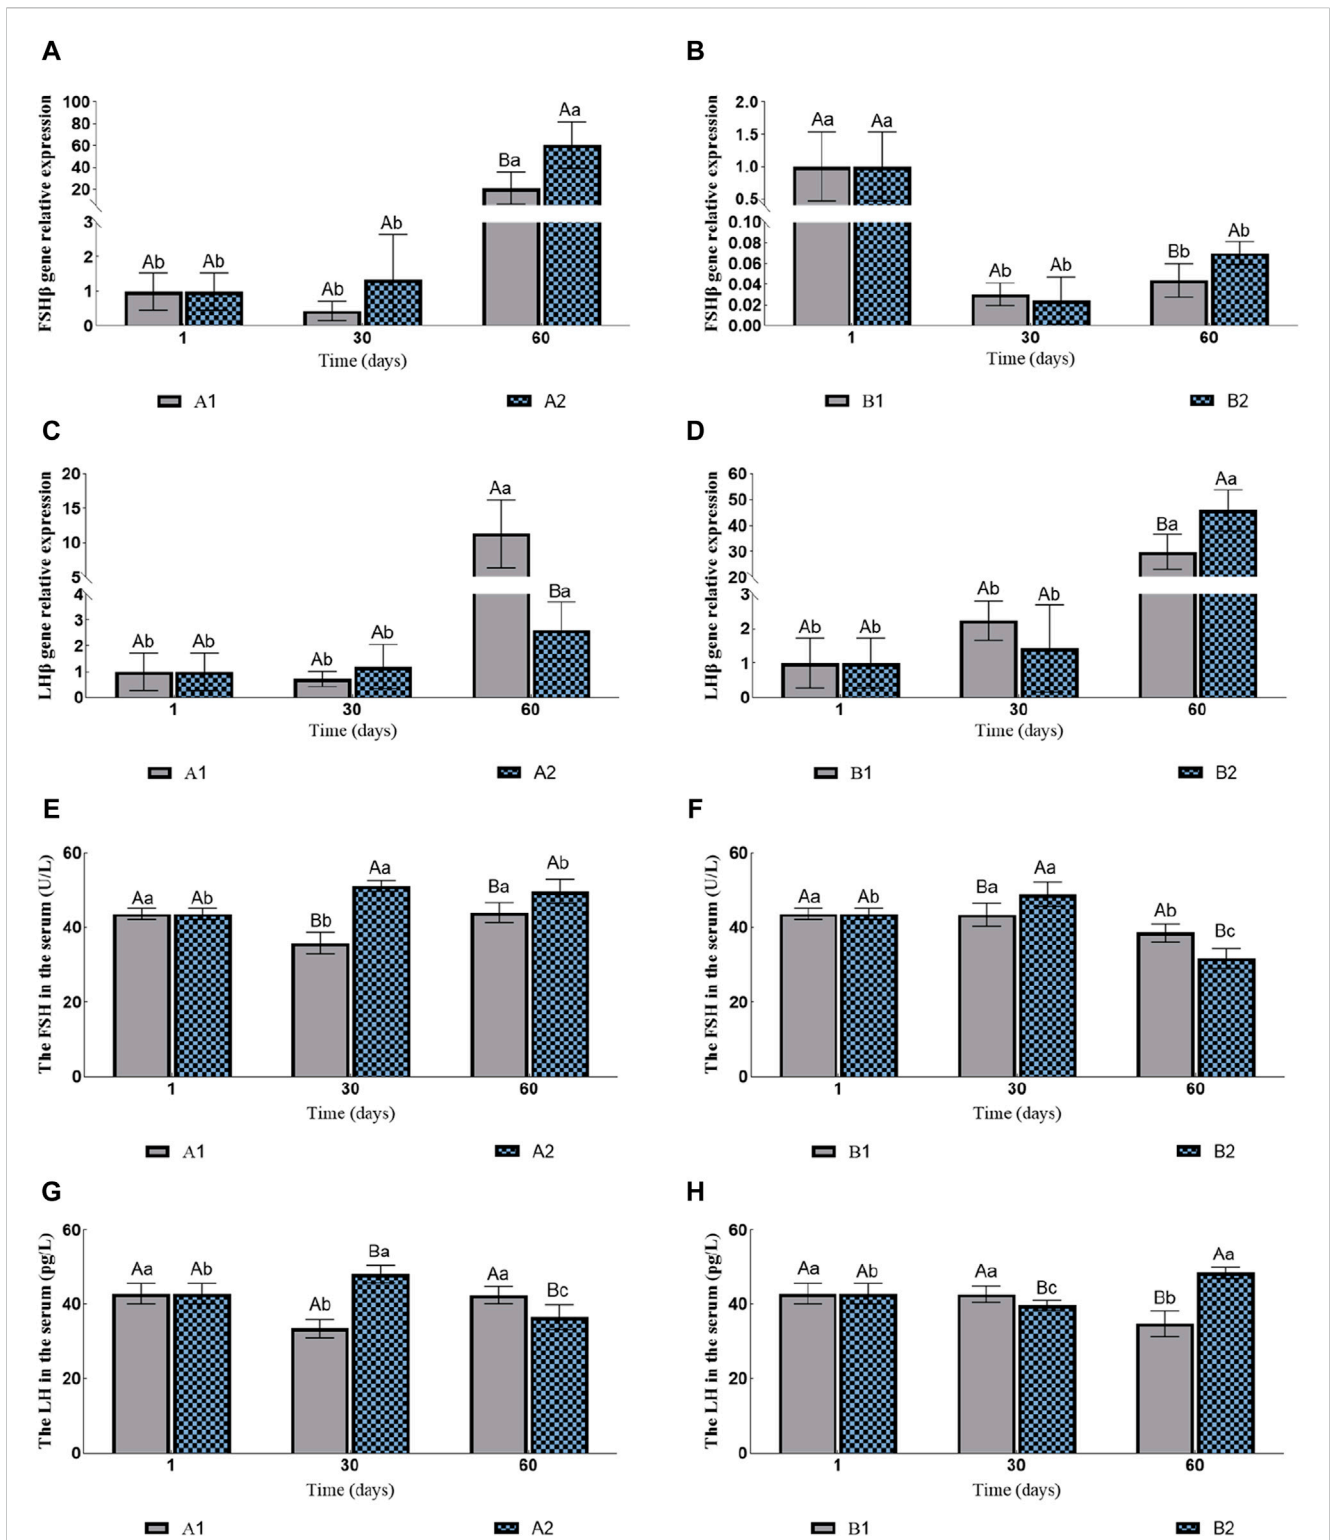 A
FSHβ gene relative expression
100
80
60
40
20
3
2
1
0
Ab
Ab
Ab
Ab
Ba
Aa
1
30
60
Time (days)
A1
A2
B
FSHβ gene relative expression
2.0
1.5
1.0
0.5
0.10
0.08
0.06
0.04
0.02
0.00
Aa
Aa
Ab
Ab
Bb
Ab
1
30
60
Time (days)
B1
B2
C
LHβ gene relative expression
20
15
10
5
4
3
2
1
0
Ab
Ab
Ab
Ab
Aa
Ba
1
30
60
Time (days)
A1
A2
D
LHβ gene relative expression
60
50
40
30
20
3
2
1
0
Ab
Ab
Ab
Ab
Ba
Aa
1
30
60
Time (days)
B1
B2
E
The FSH in the serum (U/L)
60
40
20
0
Aa
Ab
Bb
Aa
Ba
Ab
1
30
60
Time (days)
A1
A2
F
The FSH in the serum (U/L)
60
40
20
0
Aa
Ab
Ba
Aa
Ab
Bc
1
30
60
Time (days)
B1
B2
G
The LH in the serum (pg/L)
60
40
20
0
Aa
Ab
Ab
Ba
Aa
Bc
1
30
60
Time (days)
A1
A2
H
The LH in the serum (pg/L)
60
40
20
0
Aa
Ab
Aa
Bc
Bb
Aa
1
30
60
Time (days)
B1
B2